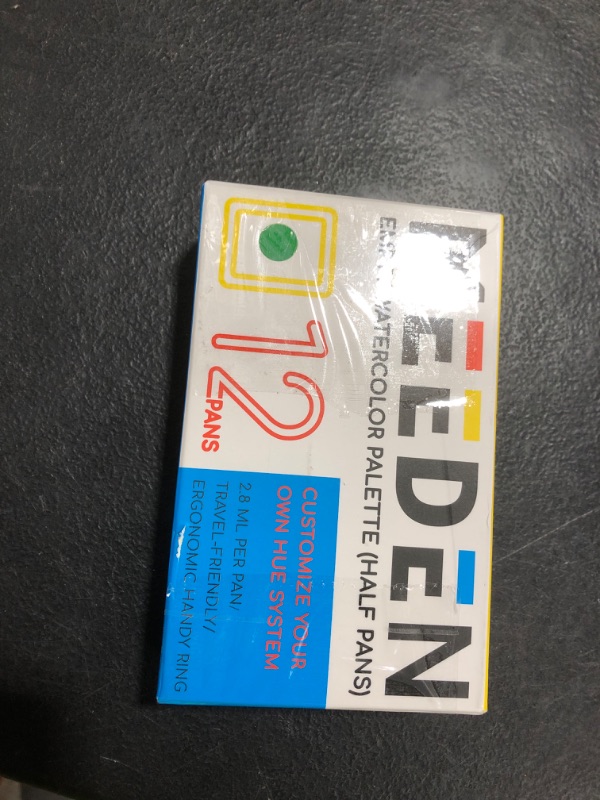 MEEDEN
EMPTY WATERCOLOR PALETTE (HALF PANS)
12 PANS
CUSTOMIZE YOUR
OWN HUE SYSTEM
2.8 ML PER PAN/
TRAVEL-FRIENDLY/
ERGONOMIC HANDY RING